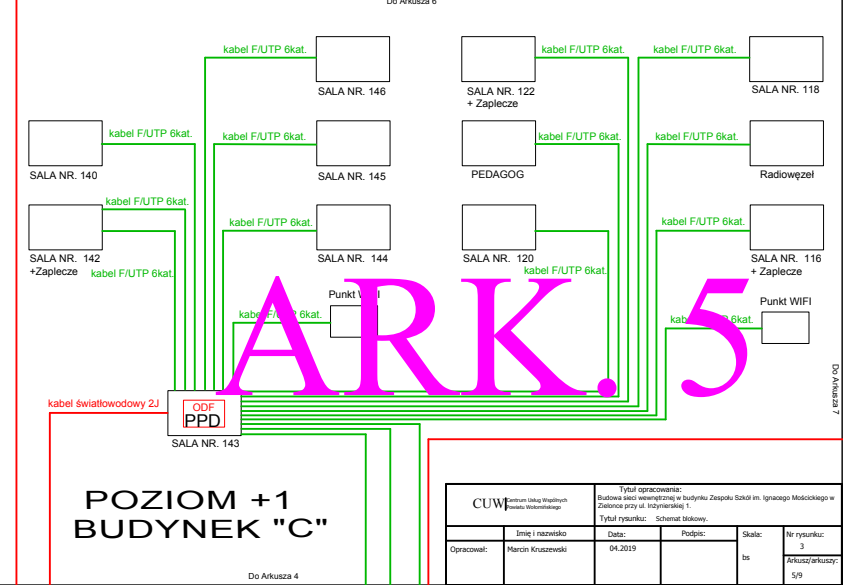 Do Arkusza 6
kabel F/UTP 6kat.
kabel F/UTP 6kat.
kabel F/UTP 6kat.
SALA NR. 146
SALA NR. 122
+ Zaplecze
SALA NR. 118
kabel F/UTP 6kat.
kabel F/UTP 6kat.
kabel F/UTP 6kat.
kabel F/UTP 6kat.
SALA NR. 140
SALA NR. 145
PEDAGOG
Radiowęzeł
kabel F/UTP 6kat.
kabel F/UTP 6kat.
kabel F/UTP 6kat.
SALA NR. 142
+Zaplecze
kabel F/UTP 6kat.
SALA NR. 144
SALA NR. 120
kabel F/UTP 6kat.
SALA NR. 116
+ Zaplecze
Punkt WIFI
Punkt WIFI
kabel F/UTP 6kat.
kabel F/UTP 6kat.
ARK. 5
Do Arkusza 7
kabel światłowodowy 2J
ODF
PPD
SALA NR. 143
POZIOM +1
BUDYNEK "C"
Do Arkusza 4
CUW Centrum Usług Wspólnych
Powiatu Wołomińskiego
Tytuł opracowania:
Budowa sieci wewnętrznej w budynku Zespołu Szkół im. Ignacego Mościckiego w
Zielonce przy ul. Inżynierskiej 1.
Tytuł rysunku: Schemat blokowy.
Imię i nazwisko
Data:
Podpis:
Skala:
Nr rysunku:
3
Opracował:
Marcin Kruszewski
04.2019
bs
Arkusz/arkuszy:
5/9